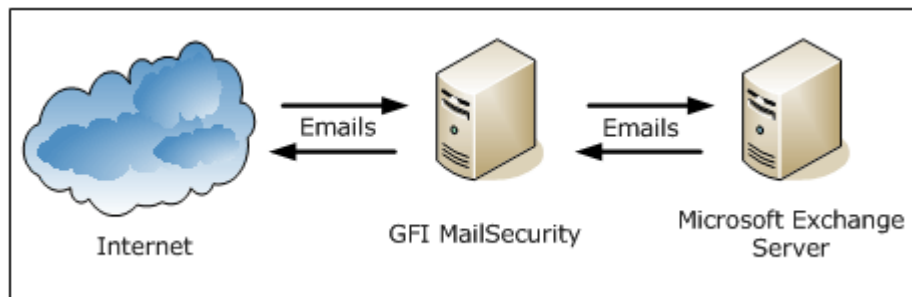 Emails
Emails
Internet
GFI MailSecurity
Microsoft Exchange
Server